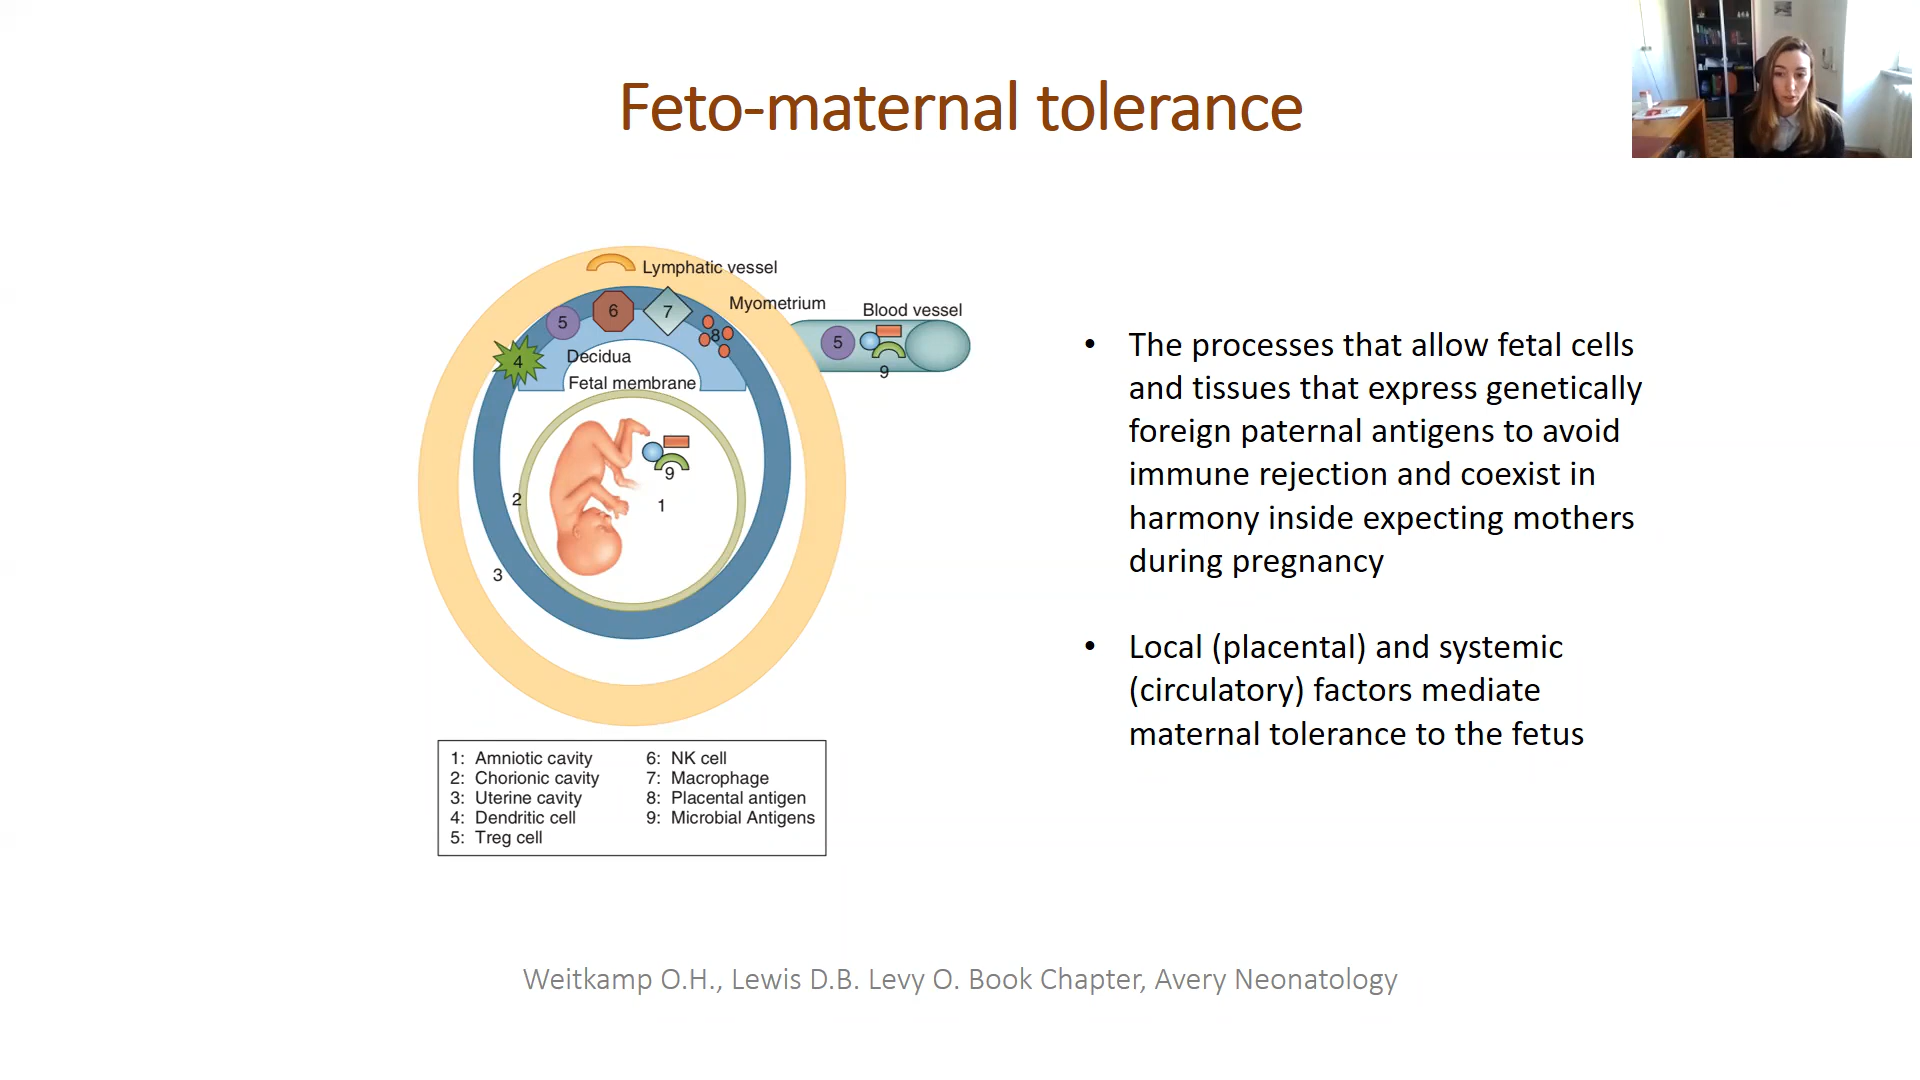 Feto-maternal tolerance
Lymphatic vessel
Myometrium
Blood vessel
5
6
7
8
4
Decidua
Fetal membrane
5
9
9
1
2
3
1: Amniotic cavity
2: Chorionic cavity
3: Uterine cavity
4: Dendritic cell
5: Treg cell
6: NK cell
7: Macrophage
8: Placental antigen
9: Microbial Antigens
• The processes that allow fetal cells
and tissues that express genetically
foreign paternal antigens to avoid
immune rejection and coexist in
harmony inside expecting mothers
during pregnancy
• Local (placental) and systemic
(circulatory) factors mediate
maternal tolerance to the fetus
Weitkamp O.H., Lewis D.B. Levy O. Book Chapter, Avery Neonatology